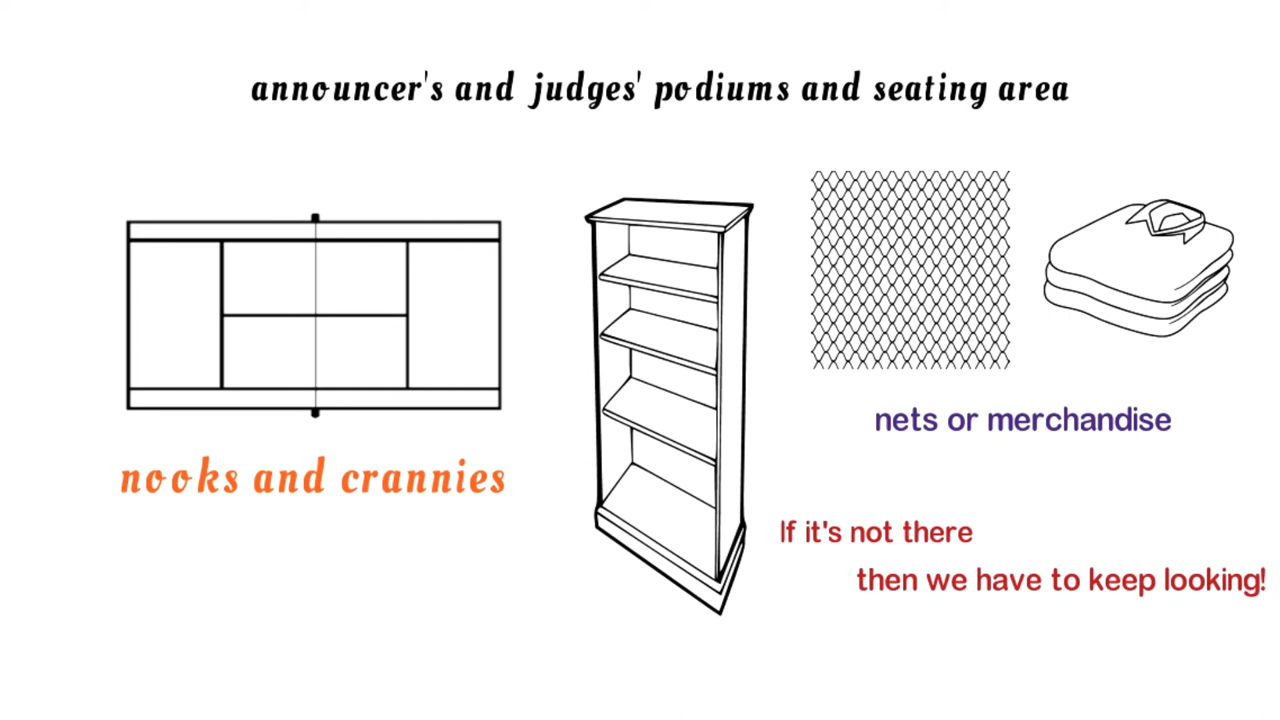 announcer's and judges' podiums and seating area
nooks and crannies
nets or merchandise
If it's not there
then we have to keep looking!